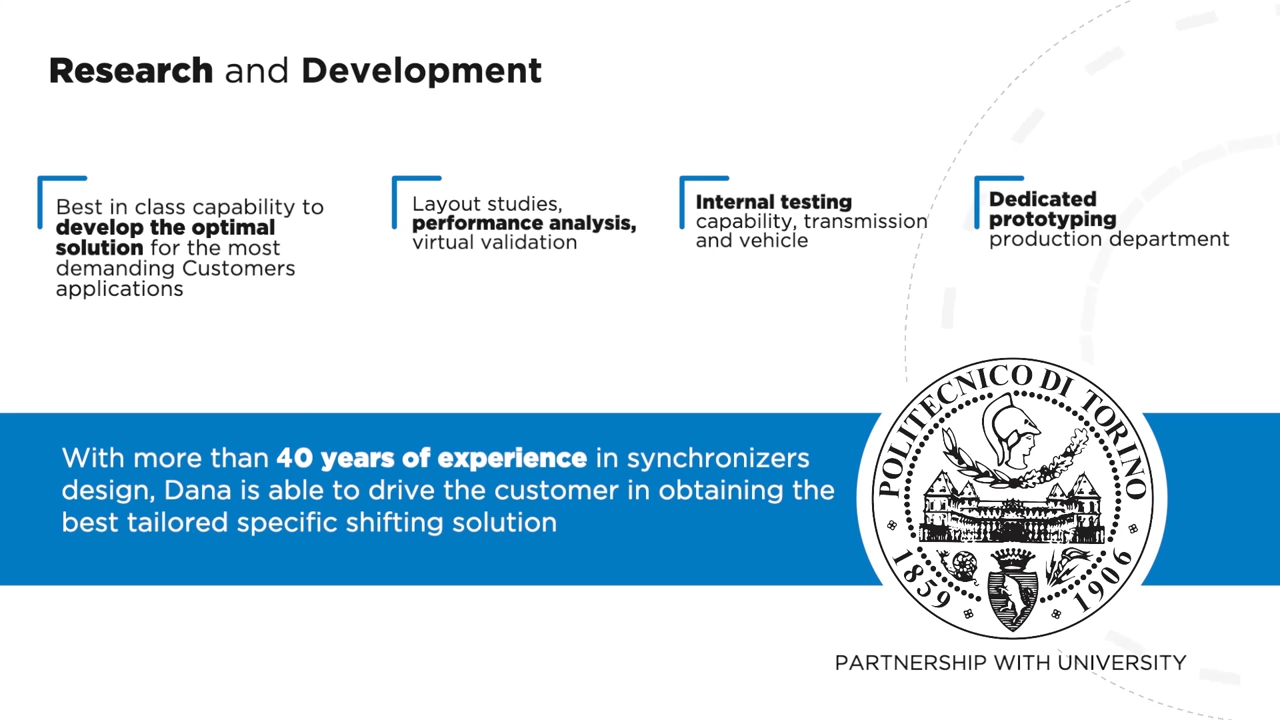 Research and Development
Best in class capability to
develop the optimal
solution for the most
demanding Customers
applications
Layout studies,
performance analysis,
virtual validation
Internal testing
capability, transmission
and vehicle
Dedicated
prototyping
production department
With more than 40 years of experience in synchronizers
design, Dana is able to drive the customer in obtaining the
best tailored specific shifting solution
POLITECNICO DI TORINO
1859
1906
PARTNERSHIP WITH UNIVERSITY